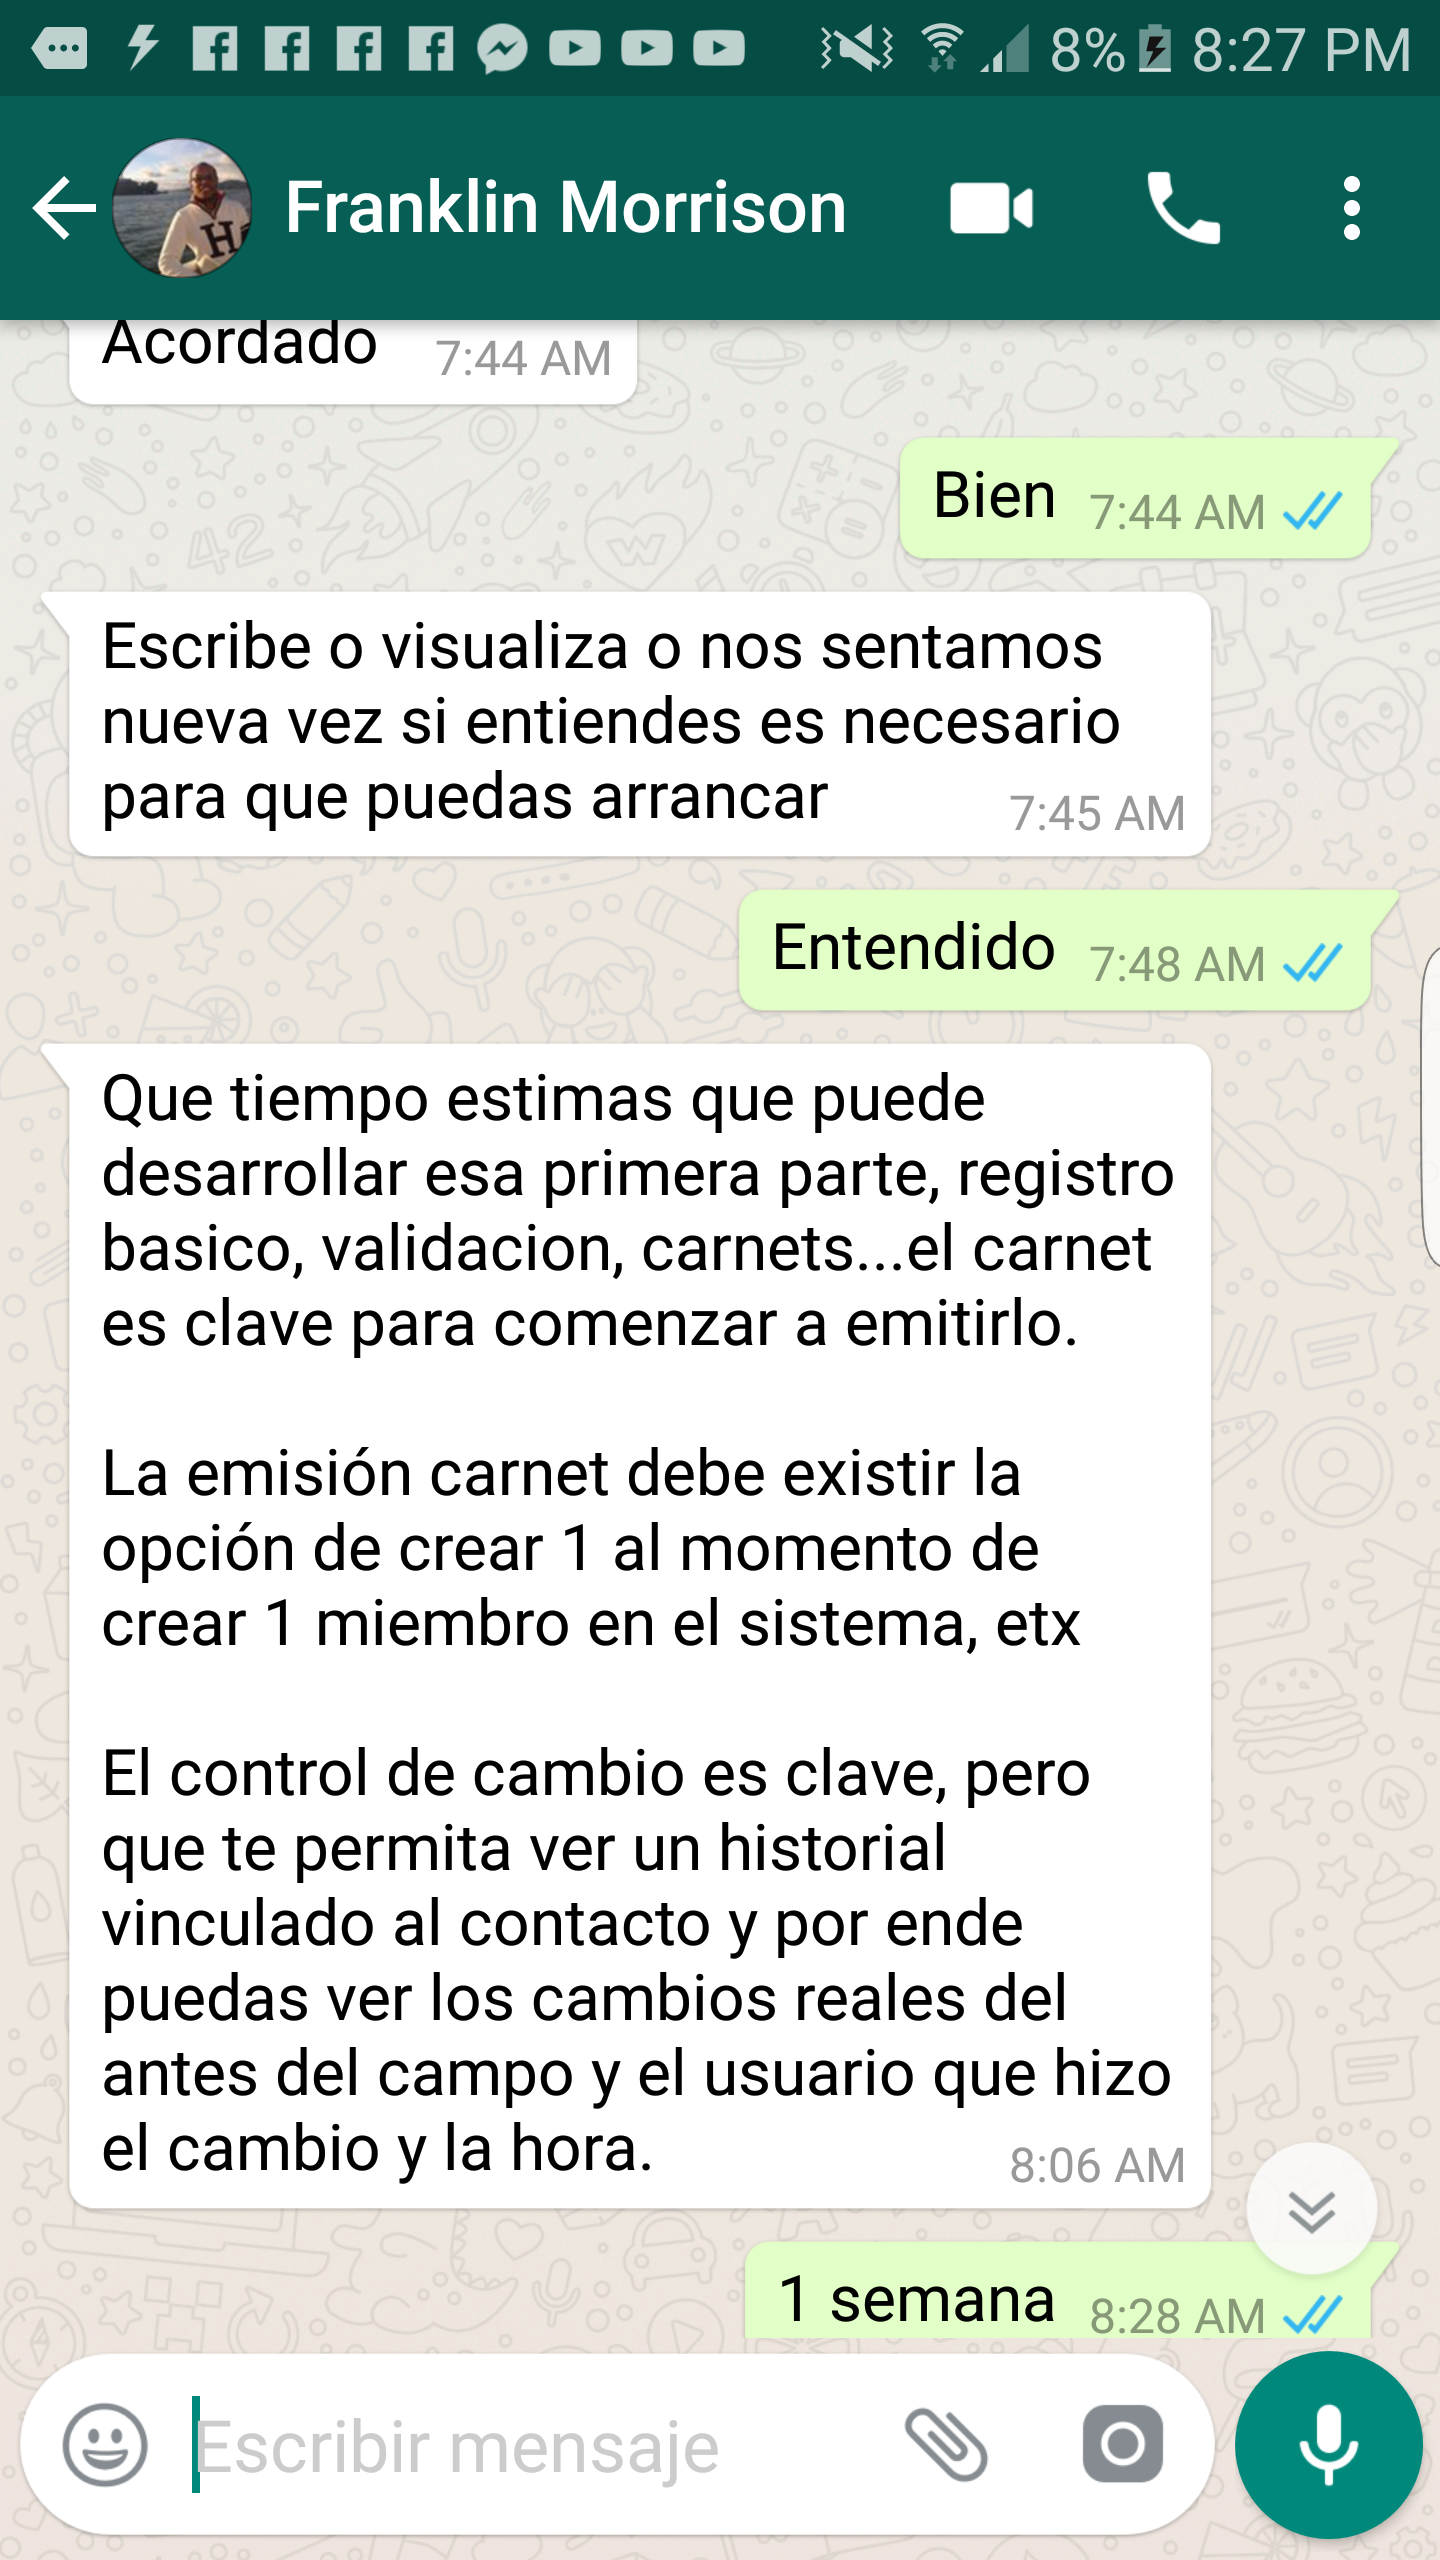 8% 8:27 PM
Franklin Morrison
Acordado 7:44 AM
Bien 7:44 AM
Escribe o visualiza o nos sentamos
nueva vez si entiendes es necesario
para que puedas arrancar 7:45 AM
Entendido 7:48 AM
Que tiempo estimas que puede
desarrollar esa primera parte, registro
basico, validacion, carnets...el carnet
es clave para comenzar a emitirlo.
La emisión carnet debe existir la
opción de crear 1 al momento de
crear 1 miembro en el sistema, etx
El control de cambio es clave, pero
que te permita ver un historial
vinculado al contacto y por ende
puedas ver los cambios reales del
antes del campo y el usuario que hizo
el cambio y la hora. 8:06 AM
1 semana 8:28 AM
Escribir mensaje